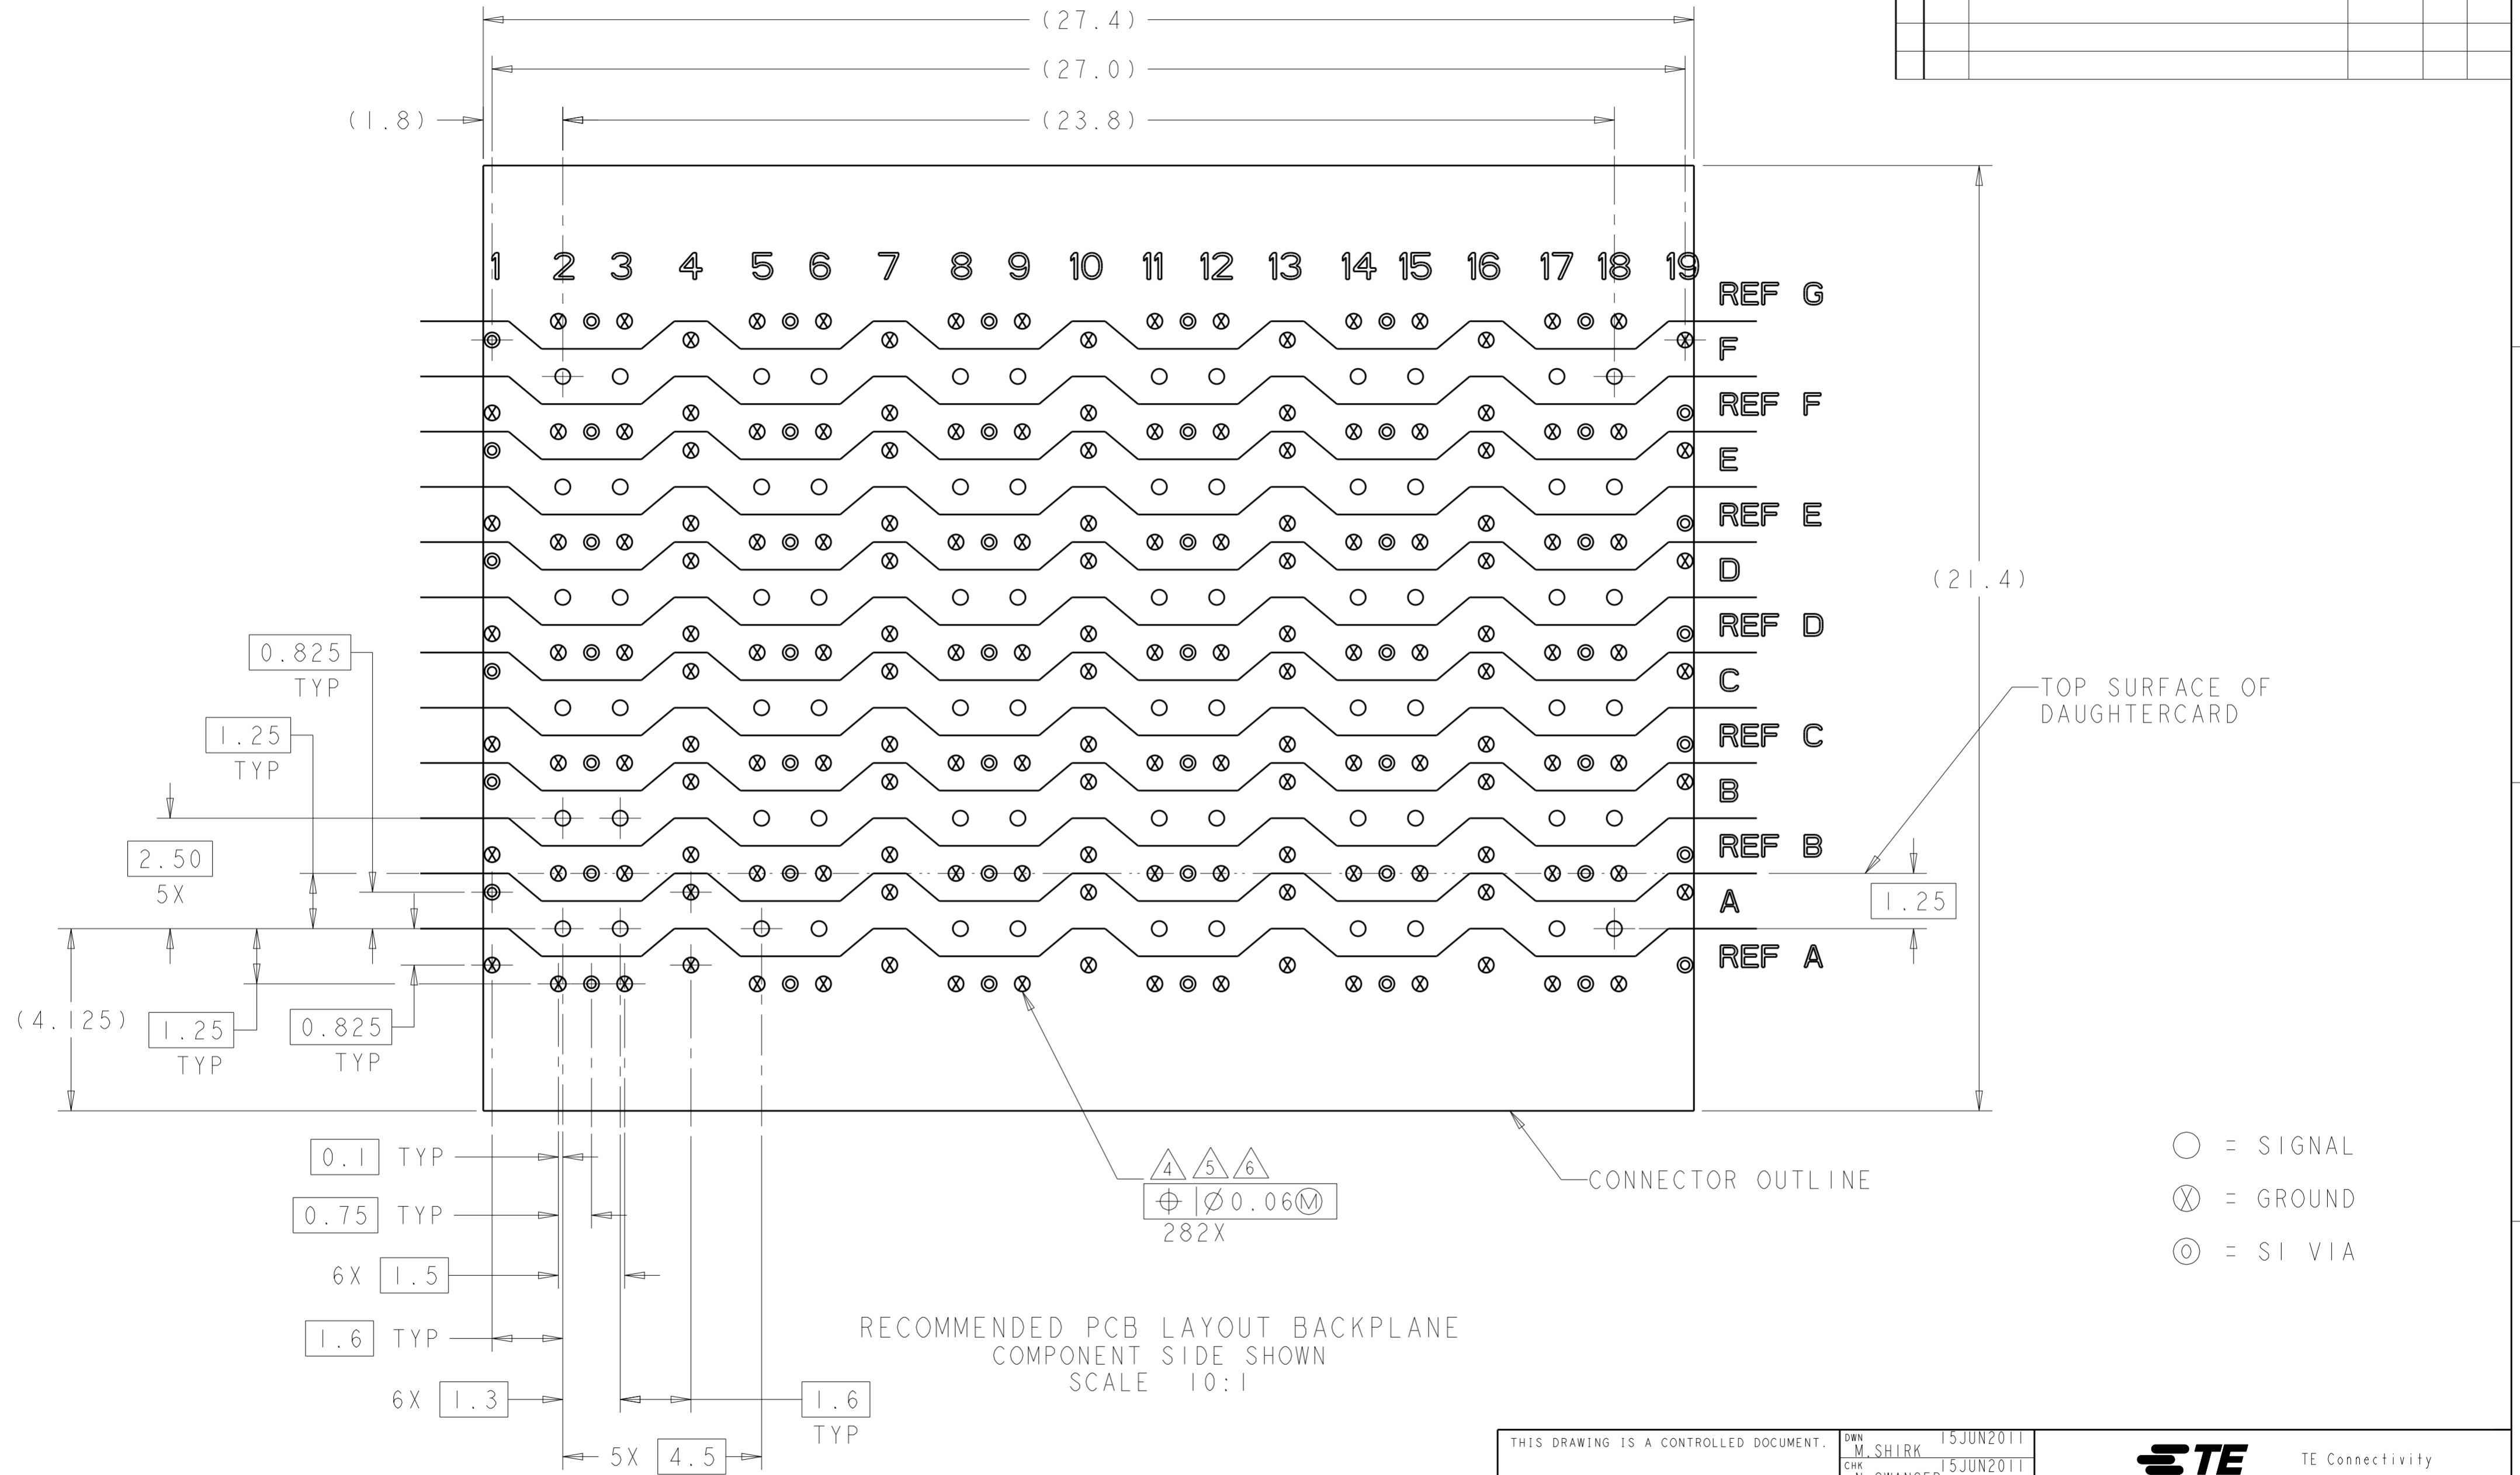 (27.4)
(27.0)
(1.8)
(23.8)
1 2 3 4 5 6 7 8 9 10 11 12 13 14 15 16 17 18 19
REF G
F
REF F
E
REF E
D
(21.4)
REF D
0.825
TYP
C
TOP SURFACE OF
DAUGHTERCARD
1.25
TYP
REF C
B
2.50
5X
REF B
A
1.25
REF A
(4.125)
1.25
TYP
0.825
TYP
0.1 TYP
4 5 6
⌖ |Ø0.06Ⓜ
282X
CONNECTOR OUTLINE
= SIGNAL
= GROUND
= SI VIA
0.75 TYP
6X 1.5
1.6 TYP
RECOMMENDED PCB LAYOUT BACKPLANE
COMPONENT SIDE SHOWN
SCALE 10:1
6X 1.3
1.6
TYP
5X 4.5
THIS DRAWING IS A CONTROLLED DOCUMENT.
DWN 15JUN2011
M.SHIRK
CHK 15JUN2011
TE
TE Connectivity